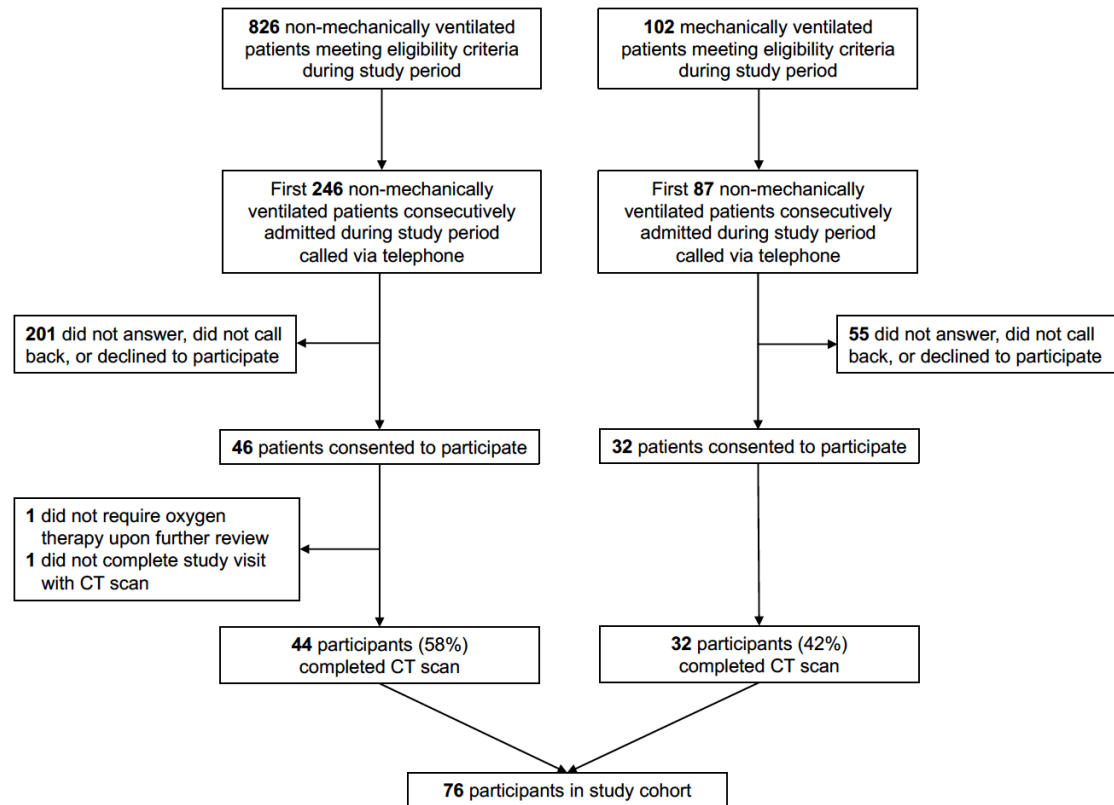 826 non-mechanically ventilated
patients meeting eligibility criteria
during study period
102 mechanically ventilated
patients meeting eligibility criteria
during study period
First 246 non-mechanically
ventilated patients consecutively
admitted during study period
called via telephone
First 87 non-mechanically
ventilated patients consecutively
admitted during study period
called via telephone
201 did not answer, did not call
back, or declined to participate
55 did not answer, did not call
back, or declined to participate
46 patients consented to participate
32 patients consented to participate
1 did not require oxygen
therapy upon further review
1 did not complete study visit
with CT scan
44 participants (58%)
completed CT scan
32 participants (42%)
completed CT scan
76 participants in study cohort